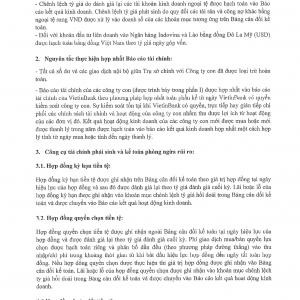 - Chênh lệch tỷ giá do đánh giá lại các tài khoản kinh doanh ngoại tệ được hạch toán vào Báo cáo kết quả kinh doanh. Chênh lệch tỷ giá phát sinh do quy đổi các tài sản và công nợ khác bằng ngoại tệ sang VND được xử lý vào doanh số của các khoản mục tương ứng trên Bảng cân đối kế toán.
- Đối với khoản đầu tư liên doanh vào Ngân hàng Indovina và Lào bằng đồng Đô La Mỹ (USD) được hạch toán bằng đồng Việt Nam theo tỷ giá ngày góp vốn.
2. Nguyên tắc thực hiện hợp nhất Báo cáo tài chính:
- Tất cả số dư và các giao dịch nội bộ giữa Trụ sở chính với Công ty con đã được loại trừ hoàn toàn.
- Báo cáo tài chính của các công ty con (được trình bày trong phần I) được hợp nhất vào báo cáo tài chính của VietinBank theo phương pháp hợp nhất toàn phần kể từ ngày VietinBank có quyền kiểm soát công ty con. Sự kiểm soát tồn tại khi VietinBank có quyền, trực tiếp hay gián tiếp chi phối các chính sách tài chính và hoạt động của công ty con nhằm thu được lợi ích từ hoạt động của các đơn vị đó. Kết quả hoạt động kinh doanh của các công ty con mới được mua hoặc mới được thanh lý trong năm được hạch toán vào báo cáo kết quả kinh doanh hợp nhất một cách hợp lý tính từ ngày mua hoặc tính đến ngày thanh lý.
3. Công cụ tài chính phái sinh và kế toán phòng ngừa rủi ro:
3.1. Hợp đồng kỳ hạn tiền tệ:
Hợp đồng kỳ hạn tiền tệ được ghi nhận trên Bảng cân đối kế toán theo giá trị hợp đồng tại ngày hiệu lực của hợp đồng và sau đó được đánh giá lại theo tỷ giá đánh giá cuối kỳ. Lãi hoặc lỗ của hợp đồng kỳ hạn được ghi nhận vào khoản mục chênh lệch tỷ giá hối đoái trong Bảng cân đối kế toán và được chuyển vào Báo cáo kết quả hoạt động kinh doanh.
3.2. Hợp đồng quyền chọn tiền tệ:
Hợp đồng quyền chọn tiền tệ được ghi nhận ngoài Bảng cân đối kế toán tại ngày hiệu lực của hợp đồng và được đánh giá lại theo tỷ giá đánh giá cuối kỳ. Phí giao dịch mua/bán quyền lựa chọn được hạch toán riêng và phân bổ dần đều (theo phương pháp đường thẳng) vào thu nhập/chi phí trong khoảng thời gian từ khi bắt đầu hiệu lực hợp đồng đến ngày tất toán hợp đồng. Nếu hợp đồng quyền chọn được thực hiện thì giá trị hợp đồng được ghi nhận vào Bảng cân đối kế toán. Lãi hoặc lỗ của hợp đồng quyền chọn được ghi nhận vào khoản mục chênh lệch tỷ giá hối đoái trong Bảng cân đối kế toán và được chuyển vào Báo cáo kết quả hoạt động kinh doanh.